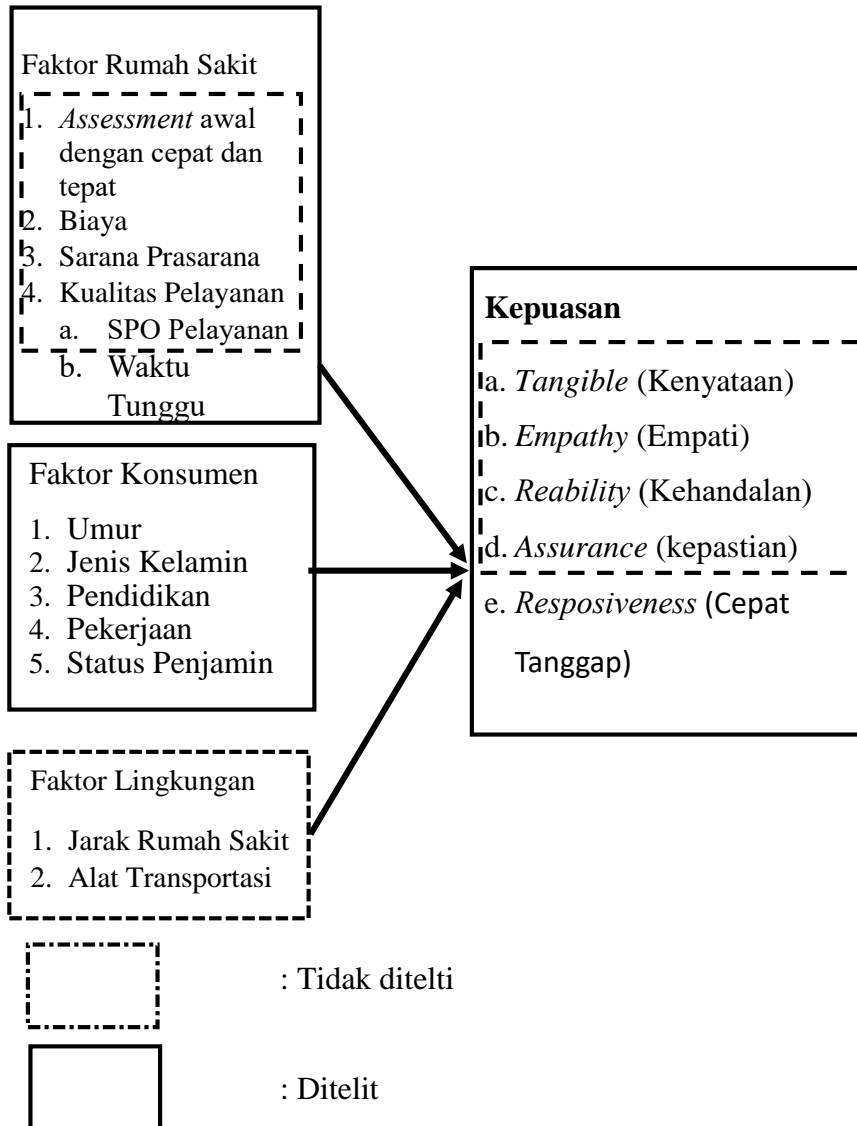 Faktor Rumah Sakit
1. Assessment awal
dengan cepat dan
tepat
2. Biaya
3. Sarana Prasarana
4. Kualitas Pelayanan
a. SPO Pelayanan
b. Waktu
Tunggu
Faktor Konsumen
1. Umur
2. Jenis Kelamin
3. Pendidikan
4. Pekerjaan
5. Status Penjamin
Faktor Lingkungan
1. Jarak Rumah Sakit
2. Alat Transportasi
Kepuasan
a. Tangible (Kenyataan)
b. Empathy (Empati)
c. Reability (Kehandalan)
d. Assurance (kepastian)
e. Resposiveness (Cepat
Tanggap)
: Tidak ditelti
: Ditelit